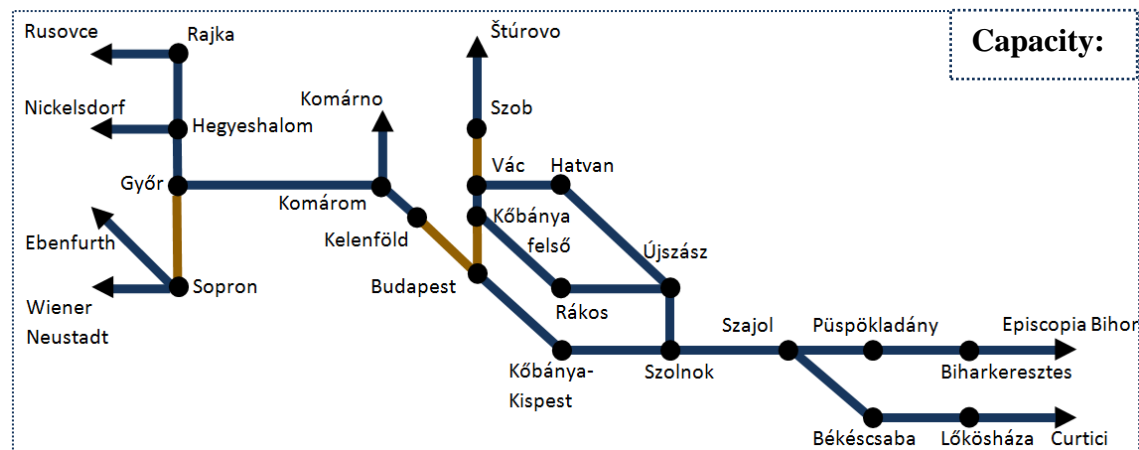 Capacity:
Rusovce
Rajka
Štúrovo
Nickelsdorf
Hegyeshalom
Komárno
Szob
Győr
Komárom
Vác
Hatvan
Kelenföld
Kőbánya
felső
Ebenfurth
Sopron
Budapest
Újszász
Rákos
Wiener
Neustadt
Kőbánya-
Kispest
Szolnok
Szajol
Püspökladány
Episcopia Bihor
Biharkeresztes
Békéscsaba
Lőkösháza
Curtici